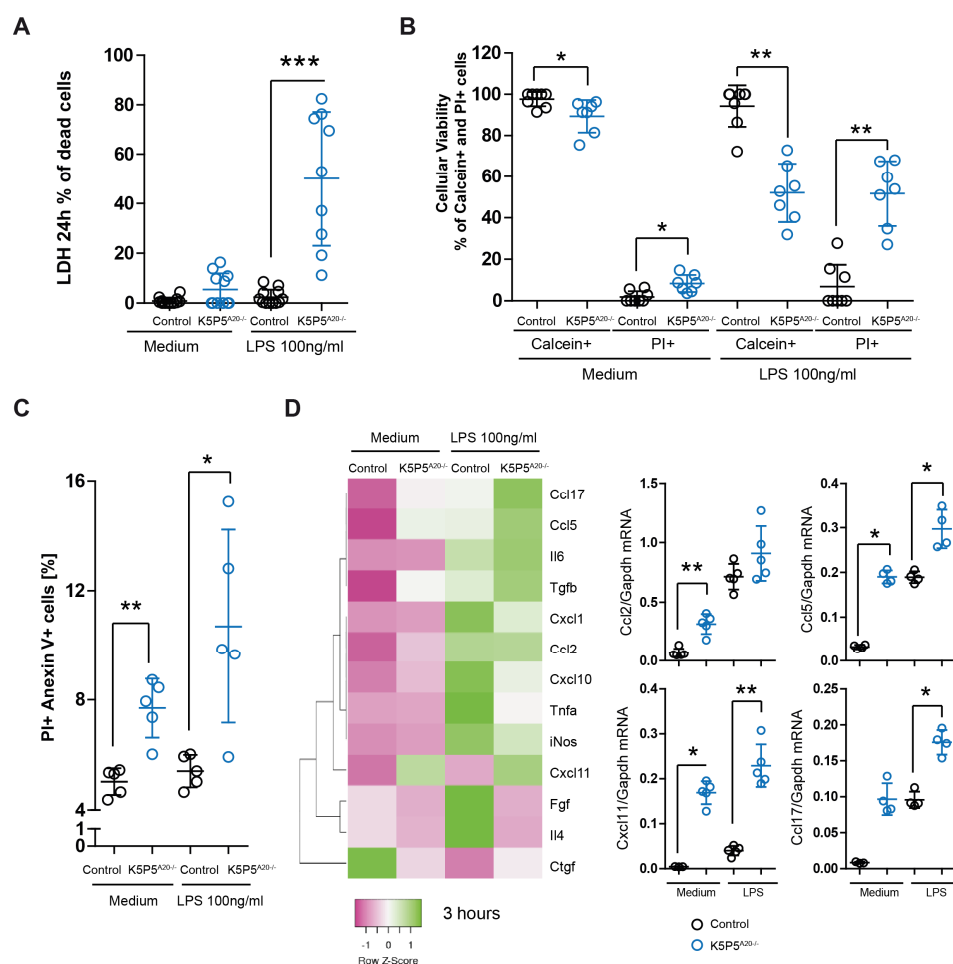 A
LDH 24h % of dead cells
100
80
60
40
20
0
***
Control K5P5A20-/- Control K5P5A20-/-
Medium LPS 100ng/ml
B
Cellular Viability
% of Calcein+ and PI+ cells
120
100
80
60
40
20
0
* * ** **
Control K5P5A20-/- Control K5P5A20-/- Control K5P5A20-/- Control K5P5A20-/-
Calcein+ PI+ Calcein+ PI+
Medium LPS 100ng/ml
C
PI+ Anexin V+ cells [%]
16
12
8
4
1
0
** *
Control K5P5A20-/- Control K5P5A20-/-
Medium LPS 100ng/ml
D
Medium LPS 100ng/ml
Control K5P5A20-/- Control K5P5A20-/-
Ccl17
Ccl5
Il6
Tgfb
Cxcl1
Ccl2
Cxcl10
Tnfa
iNos
Cxcl11
Fgf
Il4
Ctgf
-1 0 1
Row Z-Score
3 hours
Ccl2/Gapdh mRNA
1.5
1.0
0.5
0.0
**
Ccl5/Gapdh mRNA
0.4
0.3
0.2
0.1
0.0
* *
Cxcl11/Gapdh mRNA
0.4
0.3
0.2
0.1
0.0
* **
Medium LPS
Ccl17/Gapdh mRNA
0.25
0.20
0.15
0.10
0.05
0.00
*
Medium LPS
Control
K5P5A20-/-